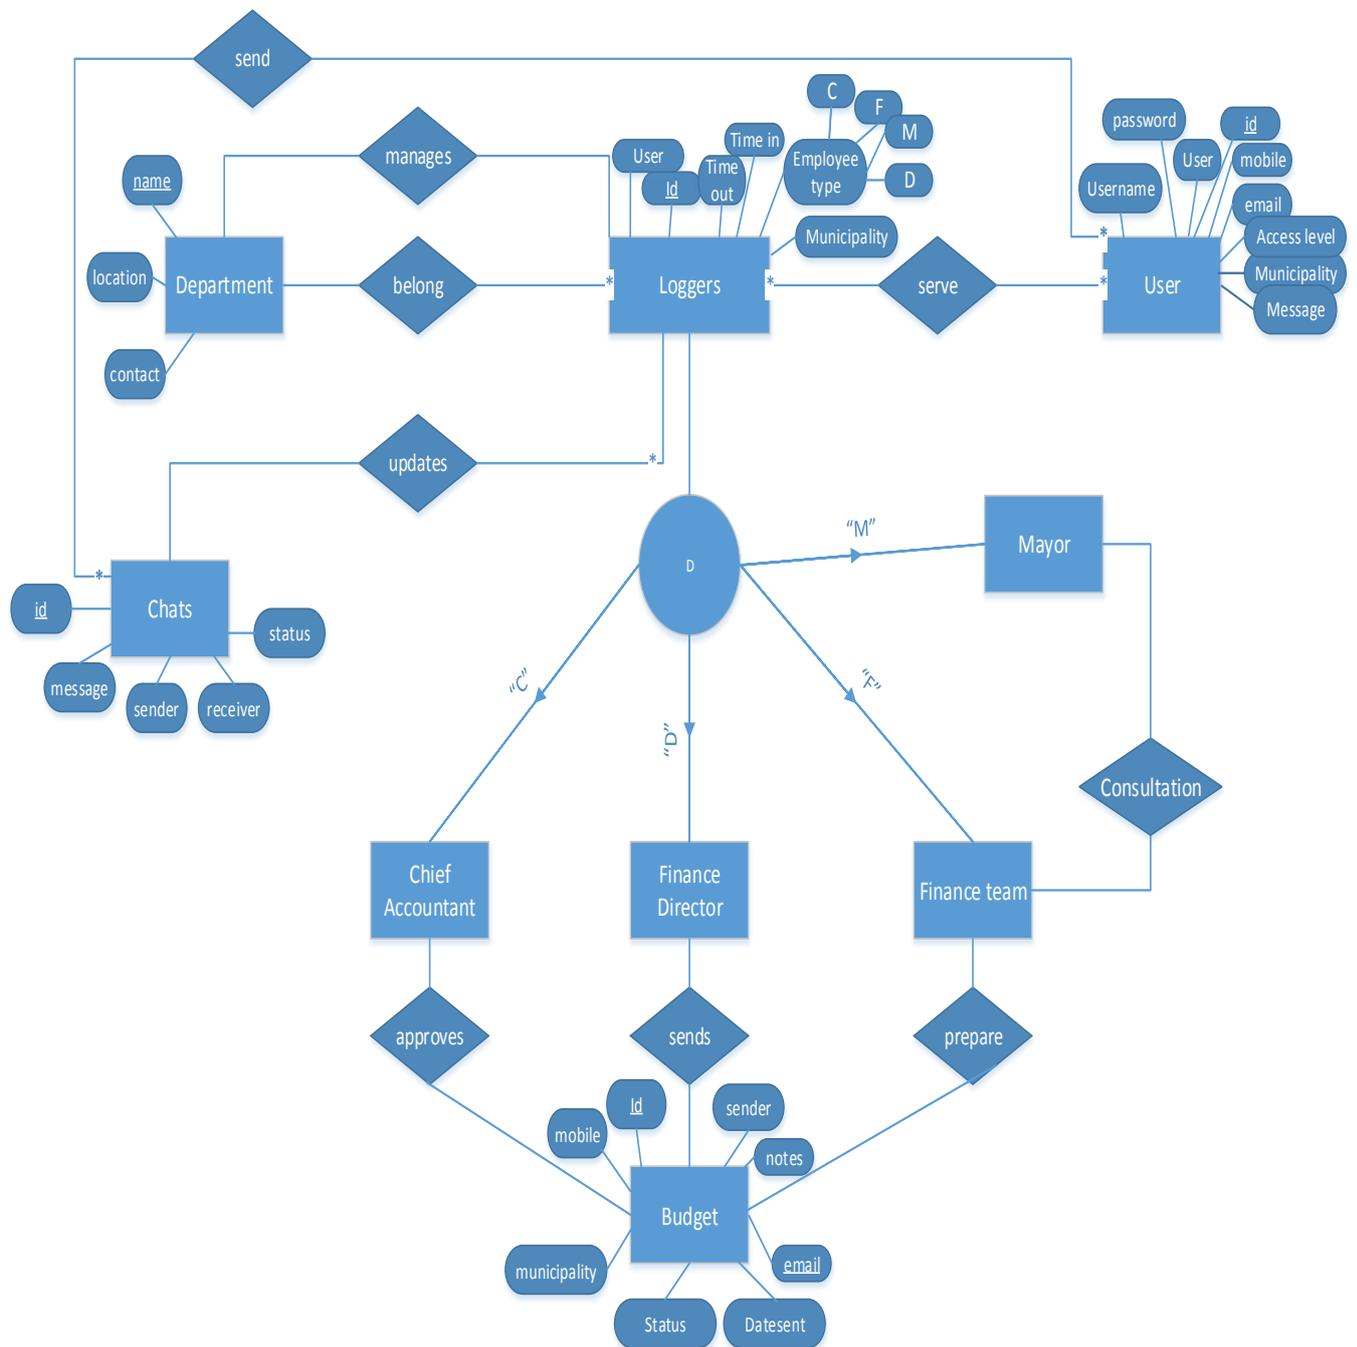 send
C
F
M
D
Employee
type
password
id
User
mobile
Username
email
Access level
Municipality
Message
manages
User
Id
Time in
Time
out
Municipality
name
location
contact
Department
belong
*
Loggers
*
serve
*
*
User
updates
*
*
Chats
id
message
sender
receiver
status
D
“M”
Mayor
“C”
“D”
“F”
Consultation
Chief
Accountant
Finance
Director
Finance team
approves
sends
prepare
mobile
Id
sender
notes
Budget
municipality
email
Status
Datesent